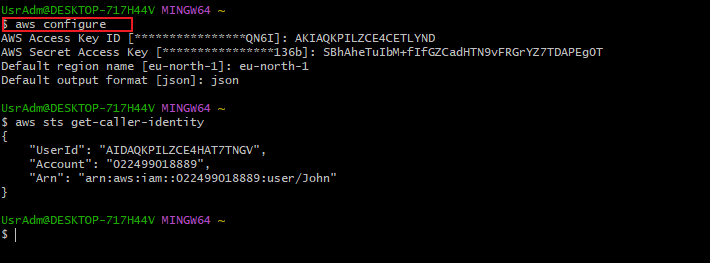 UsrAdm@DESKTOP-717H44V MINGW64 ~
$ aws configure
AWS Access Key ID [****************QN6I]: AKIAQKPILZCE4CETLYND
AWS Secret Access Key [****************136b]: 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
Default region name [eu-north-1]: eu-north-1
Default output format [json]: json
UsrAdm@DESKTOP-717H44V MINGW64 ~
$ aws sts get-caller-identity
{
    "UserId": "AIDAQKPILZCE4HAT7TNGV",
    "Account": "022499018889",
    "Arn": "arn:aws:iam::022499018889:user/John"
}
UsrAdm@DESKTOP-717H44V MINGW64 ~
$